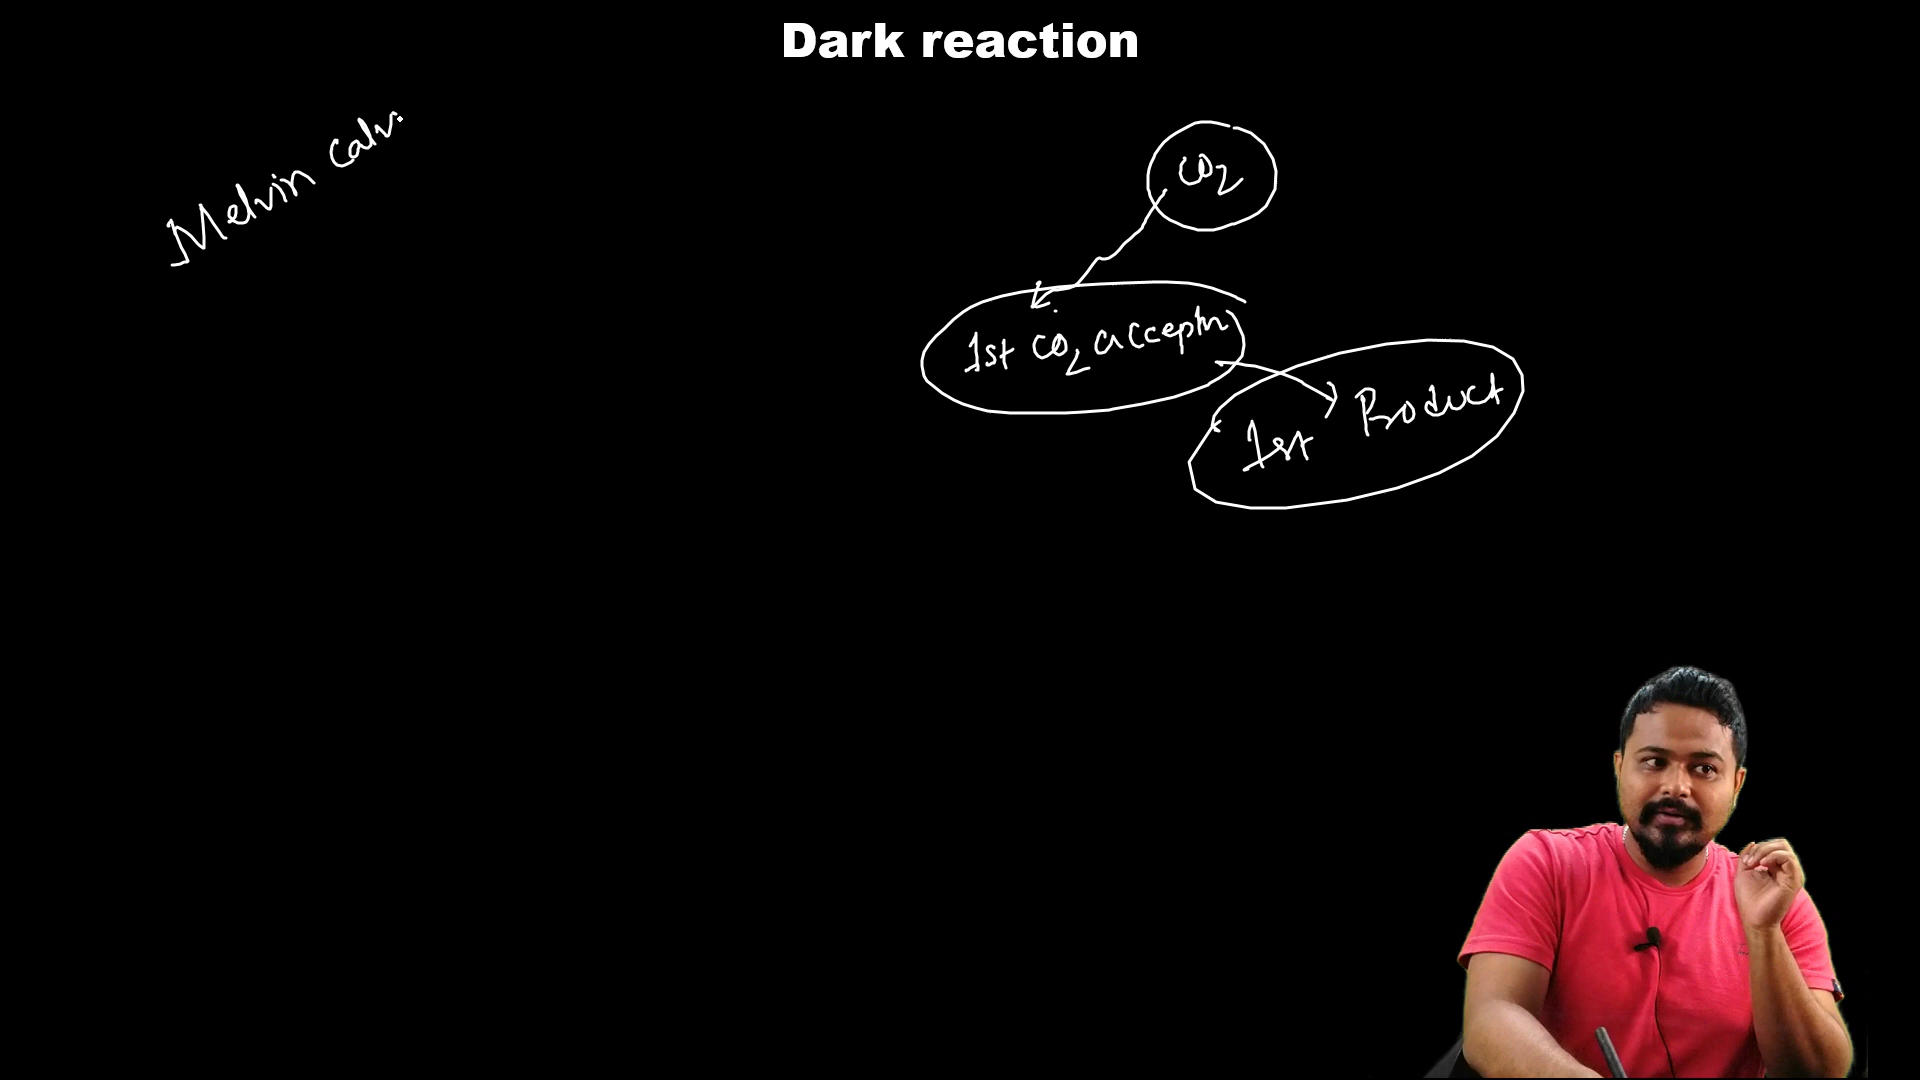 Dark reaction
Melvin Calv
CO2
1st CO2 acceptor
1st Product